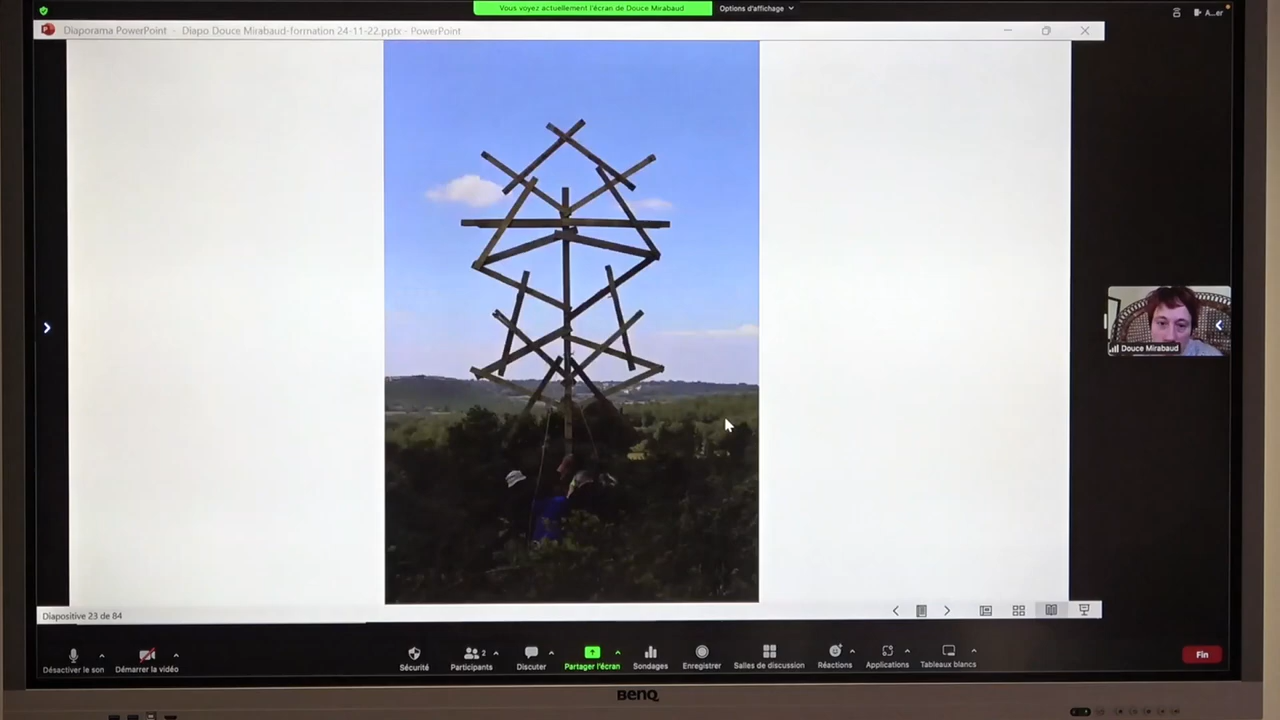 Vous voyez actuellement l'écran de Douce Mirabaud
Options d'affichage
A...er
Diaporama PowerPoint - Diapo Douce Mirabaud-formation 24-11-22.pptx - PowerPoint
Douce Mirabaud
Diapositive 23 de 84
Désactiver le son
Démarrer la vidéo
Sécurité
Participants
2
Discuter
Partager l'écran
Sondages
Enregistrer
Salles de discussion
Réactions
Applications
Tableaux blancs
Fin
BenQ